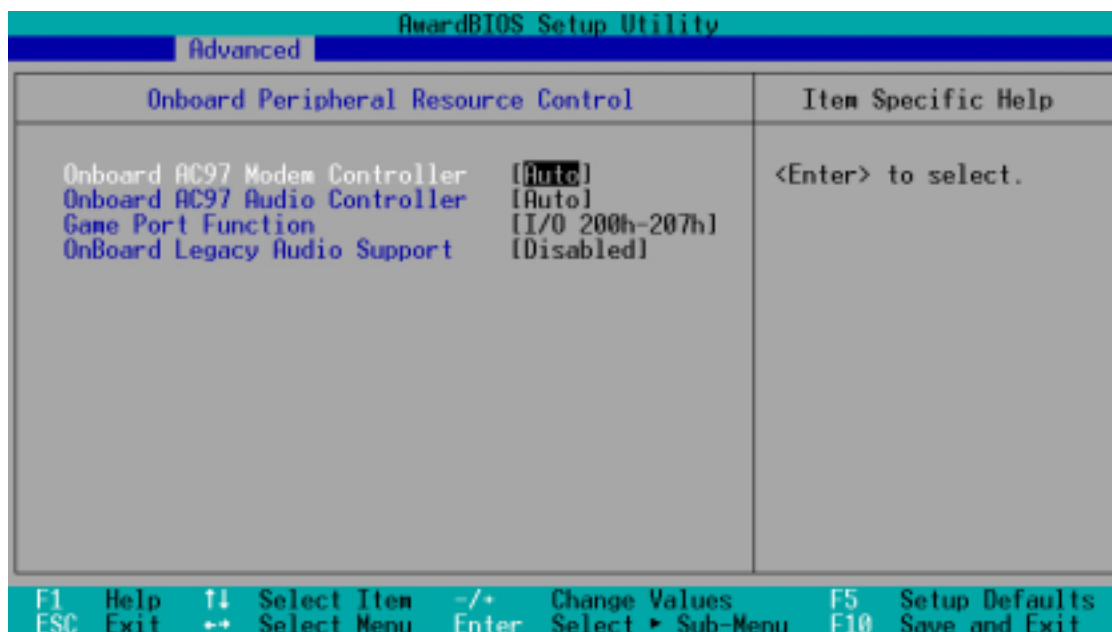 AwardBIOS Setup Utility
Advanced
Onboard Peripheral Resource Control
Item Specific Help
Onboard AC97 Modem Controller [Auto]
Onboard AC97 Audio Controller [Auto]
Game Port Function [I/O 200h-207h]
OnBoard Legacy Audio Support [Disabled]
<Enter> to select.
F1 Help ↑↓ Select Item -/+ Change Values F5 Setup Defaults
ESC Exit ←→ Select Menu Enter Select ► Sub-Menu F10 Save and Exit